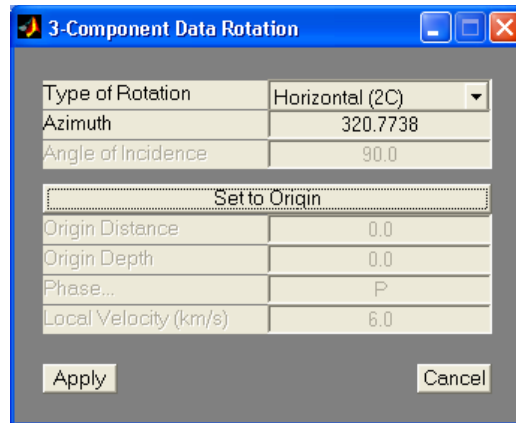 3-Component Data Rotation
Type of Rotation Horizontal (2C)
Azimuth 320.7738
Angle of Incidence 90.0
Set to Origin
Origin Distance 0.0
Origin Depth 0.0
Phase... P
Local Velocity (km/s) 6.0
Apply Cancel